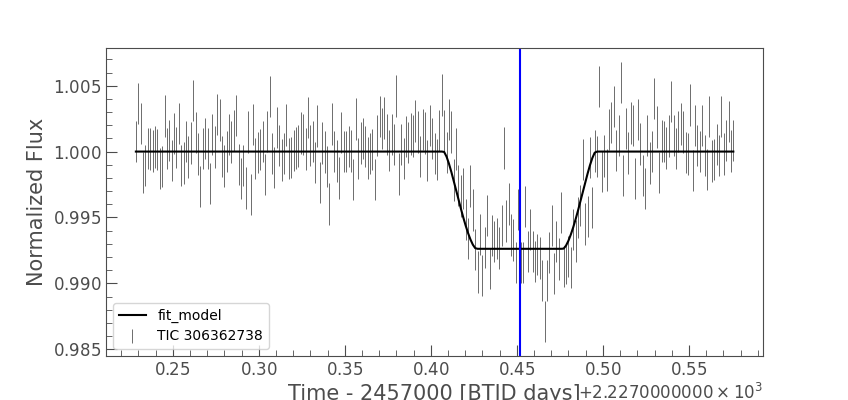 Normalized Flux
1.005
1.000
0.995
0.990
0.985
fit_model
TIC 306362738
0.25 0.30 0.35 0.40 0.45 0.50 0.55
Time - 2457000 [BTJD days]
+2.2270000000 × 10³